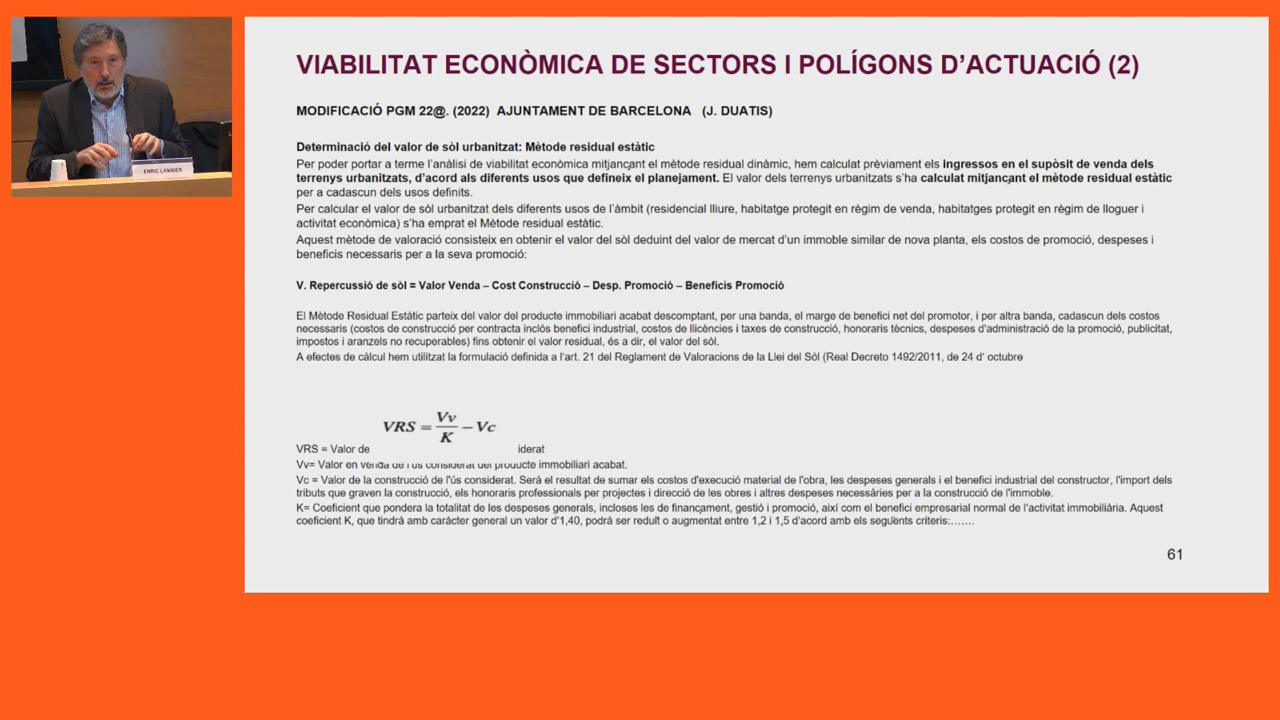 VIABILITAT ECONÒMICA DE SECTORS I POLÍGONS D'ACTUACIÓ (2)
MODIFICACIÓ PGM 22@. (2022) AJUNTAMENT DE BARCELONA (J. DUATIS)
Determinació del valor de sòl urbanitzat: Mètode residual estàtic
Per poder portar a terme l'anàlisi de viabilitat econòmica mitjançant el mètode residual dinàmic, hem calculat prèviament els ingressos en el supòsit de venda dels
terrenys urbanitzats, d'acord als diferents usos que defineix el planejament. El valor dels terrenys urbanitzats s'ha calculat mitjançant el mètode residual estàtic
per a cadascun dels usos definits.
Per calcular el valor de sòl urbanitzat dels diferents usos de l'àmbit (residencial lliure, habitatge protegit en règim de venda, habitatges protegit en règim de lloguer i
activitat econòmica) s'ha emprat el Mètode residual estàtic.
Aquest mètode de valoració consisteix en obtenir el valor del sòl deduint del valor de mercat d'un immoble similar de nova planta, els costos de promoció, despeses i
beneficis necessaris per a la seva promoció:
V. Repercussió de sòl = Valor Venda – Cost Construcció – Desp. Promoció – Beneficis Promoció
El Mètode Residual Estàtic parteix del valor del producte immobiliari acabat descomptant, per una banda, el marge de benefici net del promotor, i per altra banda, cadascun dels costos
necessaris (costos de construcció per contracta inclòs benefici industrial, costos de llicències i taxes de construcció, honoraris tècnics, despeses d'administració de la promoció, publicitat,
impostos i aranzels no recuperables) fins obtenir el valor residual, és a dir, el valor del sòl.
A efectes de càlcul hem utilitzat la formulació definida a l'art. 21 del Reglament de Valoracions de la Llei del Sòl (Real Decreto 1492/2011, de 24 d' octubre
VRS = Vv/K – Vc
VRS = Valor de iderat
Vv= Valor en venda de l'ús considerat del producte immobiliari acabat.
Vc = Valor de la construcció de l'ús considerat. Serà el resultat de sumar els costos d'execució material de l'obra, les despeses generals i el benefici industrial del constructor, l'import dels
tributs que graven la construcció, els honoraris professionals per projectes i direcció de les obres i altres despeses necessàries per a la construcció de l'immoble.
K= Coeficient que pondera la totalitat de les despeses generals, incloses les de finançament, gestió i promoció, així com el benefici empresarial normal de l'activitat immobiliària. Aquest
coeficient K, que tindrà amb caràcter general un valor d'1,40, podrà ser reduït o augmentat entre 1,2 i 1,5 d'acord amb els següents criteris:.......
61
ENRIC LAMBIES